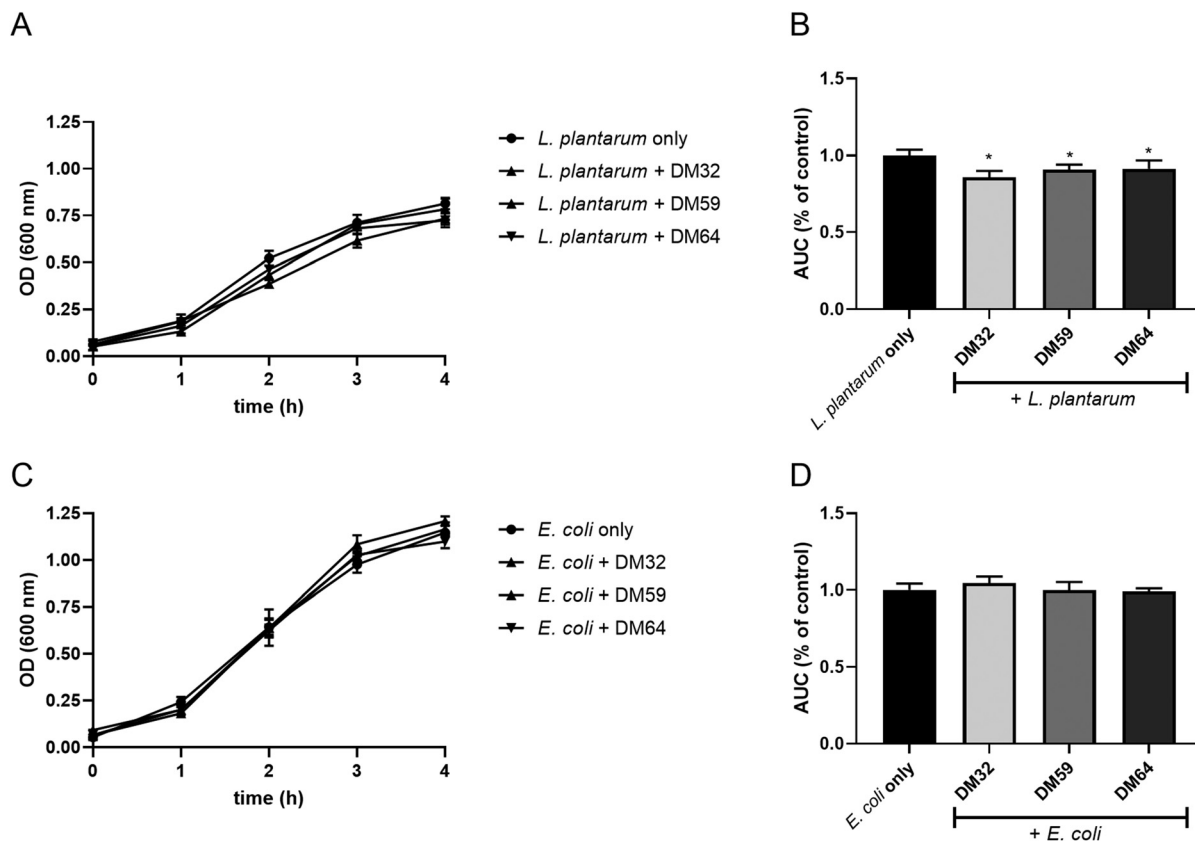 A
OD (600 nm)
1.25
1.00
0.75
0.50
0.25
0.00
0 1 2 3 4
time (h)
L. plantarum only
L. plantarum + DM32
L. plantarum + DM59
L. plantarum + DM64
B
AUC (% of control)
1.5
1.0
0.5
0.0
* * *
L. plantarum only
DM32
DM59
DM64
+ L. plantarum
C
OD (600 nm)
1.25
1.00
0.75
0.50
0.25
0.00
0 1 2 3 4
time (h)
E. coli only
E. coli + DM32
E. coli + DM59
E. coli + DM64
D
AUC (% of control)
1.5
1.0
0.5
0.0
E. coli only
DM32
DM59
DM64
+ E. coli